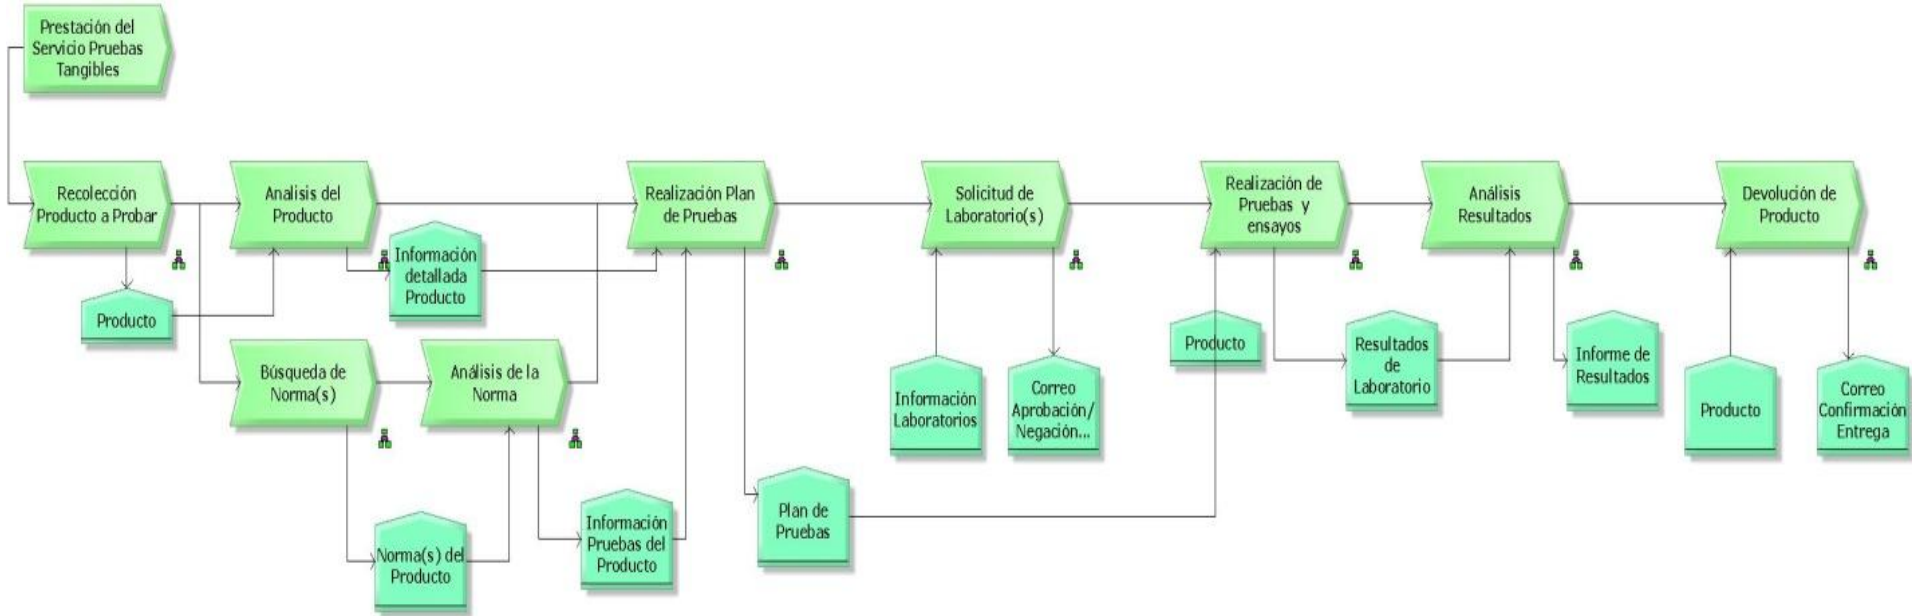 Prestación del
Servicio Pruebas
Tangibles
Recolección
Producto a Probar
Analisis del
Producto
Realización Plan
de Pruebas
Solicitud de
Laboratorio(s)
Realización de
Pruebas y
ensayos
Análisis
Resultados
Devolución de
Producto
Información
detallada
Producto
Producto
Búsqueda de
Norma(s)
Análisis de la
Norma
Información
Laboratorios
Correo
Aprobación/
Negación...
Producto
Resultados
de
Laboratorio
Informe de
Resultados
Producto
Correo
Confirmación
Entrega
Norma(s) del
Producto
Información
Pruebas del
Producto
Plan de
Pruebas